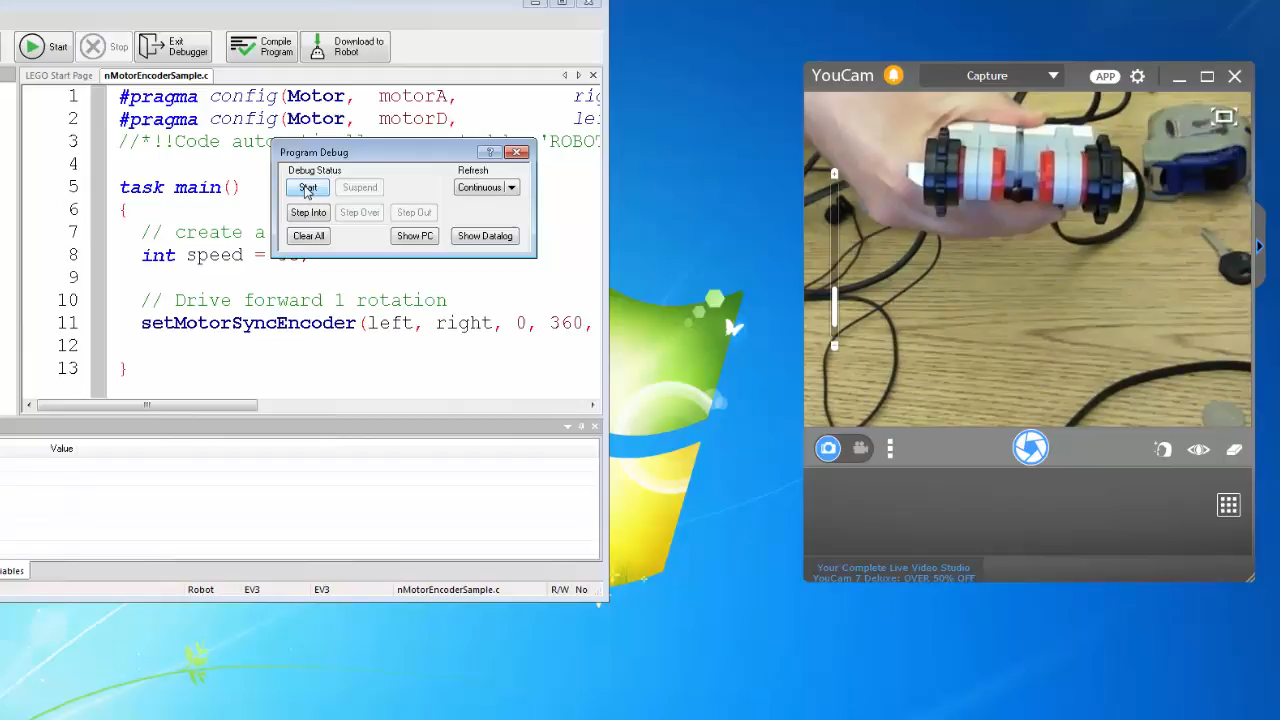 Start
Stop
Exit Debugger
Compile Program
Download to Robot
LEGO Start Page
nMotorEncoderSample.c
1 #pragma config(Motor, motorA,
2 #pragma config(Motor, motorD,
3 //*!!Code
4
5 task main()
6 {
7 // create a
8 int speed =
9
10 // Drive forward 1 rotation
11 setMotorSyncEncoder(left, right, 0, 360,
12
13 }
Program Debug
Debug Status
Refresh
Start
Suspend
Continuous
Step Into
Step Over
Step Out
Clear All
Show PC
Show Datalog
Value
Robot
EV3
EV3
nMotorEncoderSample.c
R/W
No
YouCam
Capture
APP
Your Complete Live Video Studio
YouCam 7 Deluxe: OVER 50% OFF